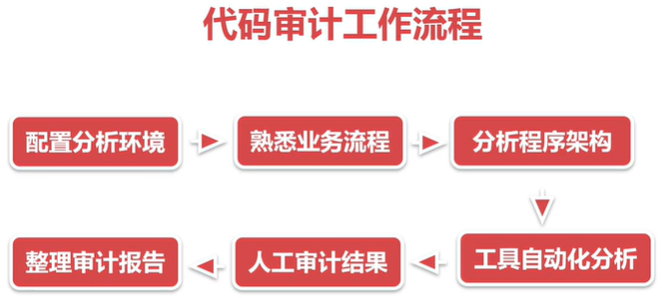 代码审计工作流程
配置分析环境
熟悉业务流程
分析程序架构
工具自动化分析
人工审计结果
整理审计报告